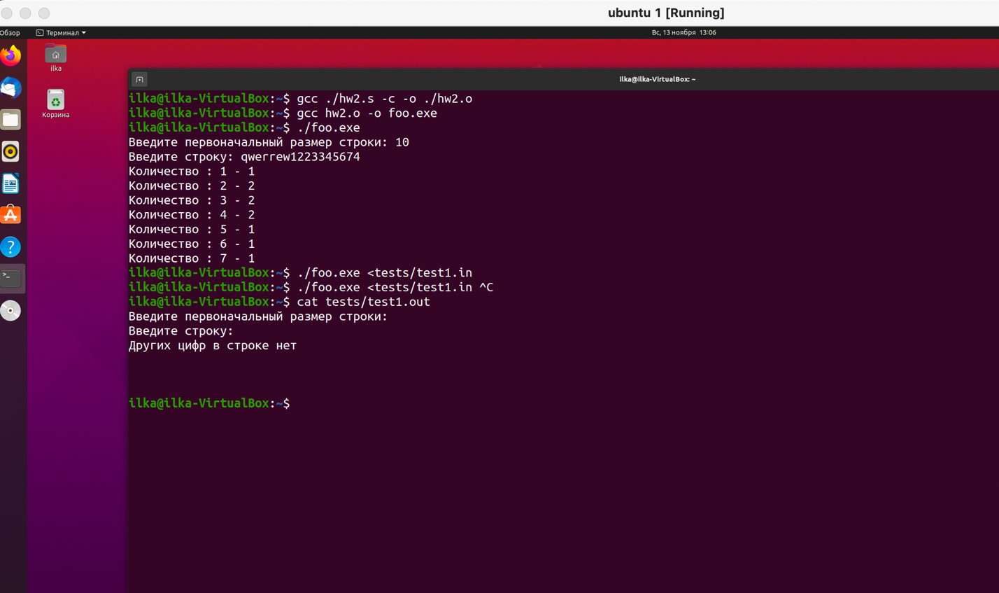 ubuntu 1 [Running]
Обзор
Терминал
Вс, 13 ноября 13:06
ilka
Корзина
ilka@ilka-VirtualBox: ~
ilka@ilka-VirtualBox:~$ gcc ./hw2.s -c -o ./hw2.o
ilka@ilka-VirtualBox:~$ gcc hw2.o -o foo.exe
ilka@ilka-VirtualBox:~$ ./foo.exe
Введите первоначальный размер строки: 10
Введите строку: qwerrew1223345674
Количество : 1 - 1
Количество : 2 - 2
Количество : 3 - 2
Количество : 4 - 2
Количество : 5 - 1
Количество : 6 - 1
Количество : 7 - 1
ilka@ilka-VirtualBox:~$ ./foo.exe <tests/test1.in
ilka@ilka-VirtualBox:~$ ./foo.exe <tests/test1.in ^C
ilka@ilka-VirtualBox:~$ cat tests/test1.out
Введите первоначальный размер строки:
Введите строку:
Других цифр в строке нет
ilka@ilka-VirtualBox:~$